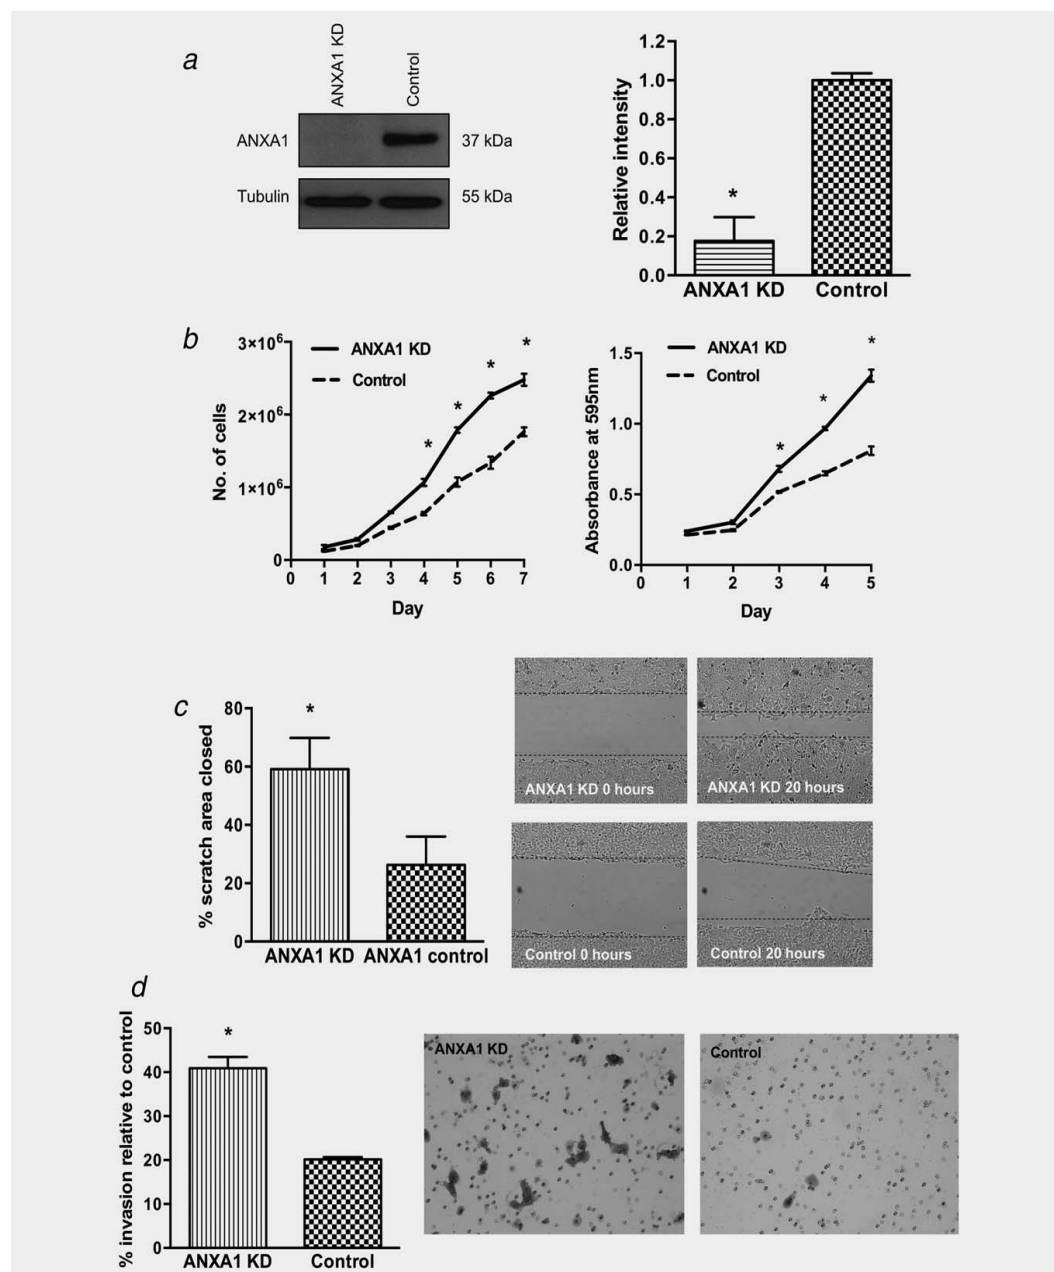 a
ANXA1 KD
Control
ANXA1
37 kDa
Tubulin
55 kDa
Relative intensity
1.2
1.0
0.8
0.6
0.4
0.2
0.0
*
ANXA1 KD
Control
b
No. of cells
3×10⁶
2×10⁶
1×10⁶
0
ANXA1 KD
Control
* * * *
0 1 2 3 4 5 6 7
Day
Absorbance at 595nm
1.5
1.0
0.5
0.0
ANXA1 KD
Control
* * *
0 1 2 3 4 5
Day
c
% scratch area closed
80
60
40
20
0
*
ANXA1 KD
ANXA1 control
ANXA1 KD 0 hours
ANXA1 KD 20 hours
Control 0 hours
Control 20 hours
d
% invasion relative to control
50
40
30
20
10
0
*
ANXA1 KD
Control
ANXA1 KD
Control